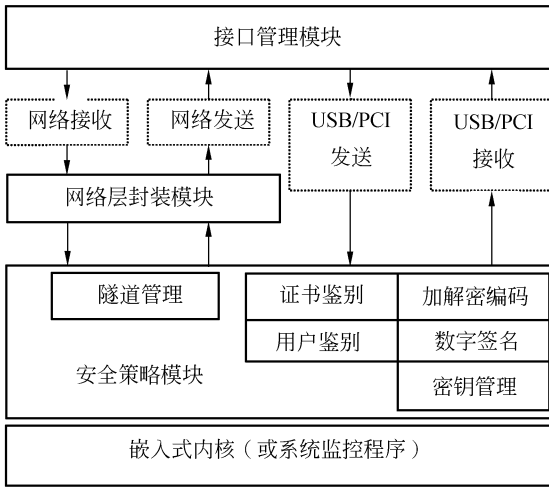 接口管理模块
网络接收
网络发送
USB/PCI
发送
USB/PCI
接收
网络层封装模块
隧道管理
证书鉴别
加解密编码
用户鉴别
数字签名
安全策略模块
密钥管理
嵌入式内核（或系统监控程序）